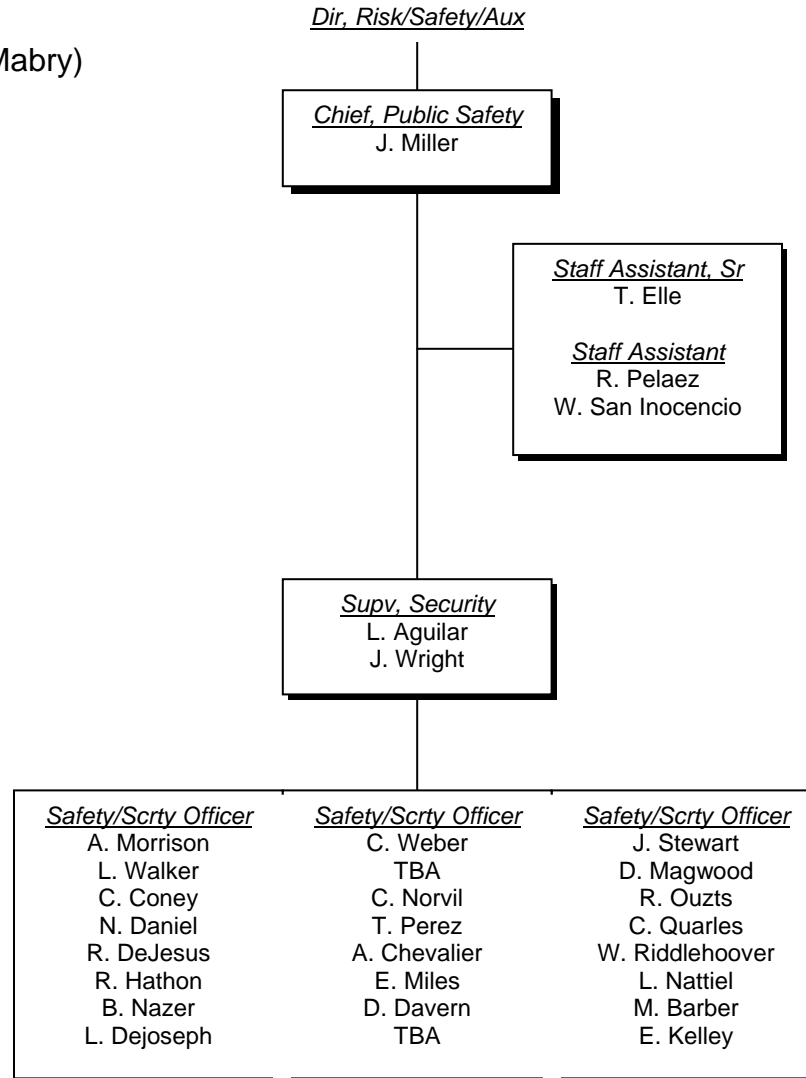 Dir, Risk/Safety/Aux
Mabry)
Chief, Public Safety
J. Miller
Staff Assistant, Sr
T. Elle
Staff Assistant
R. Pelaez
W. San Inocencio
Supv, Security
L. Aguilar
J. Wright
Safety/Scrty Officer
A. Morrison
L. Walker
C. Coney
N. Daniel
R. DeJesus
R. Hathon
B. Nazer
L. Dejoseph
Safety/Scrty Officer
C. Weber
TBA
C. Norvil
T. Perez
A. Chevalier
E. Miles
D. Davern
TBA
Safety/Scrty Officer
J. Stewart
D. Magwood
R. Ouzts
C. Quarles
W. Riddlehoover
L. Nattiel
M. Barber
E. Kelley